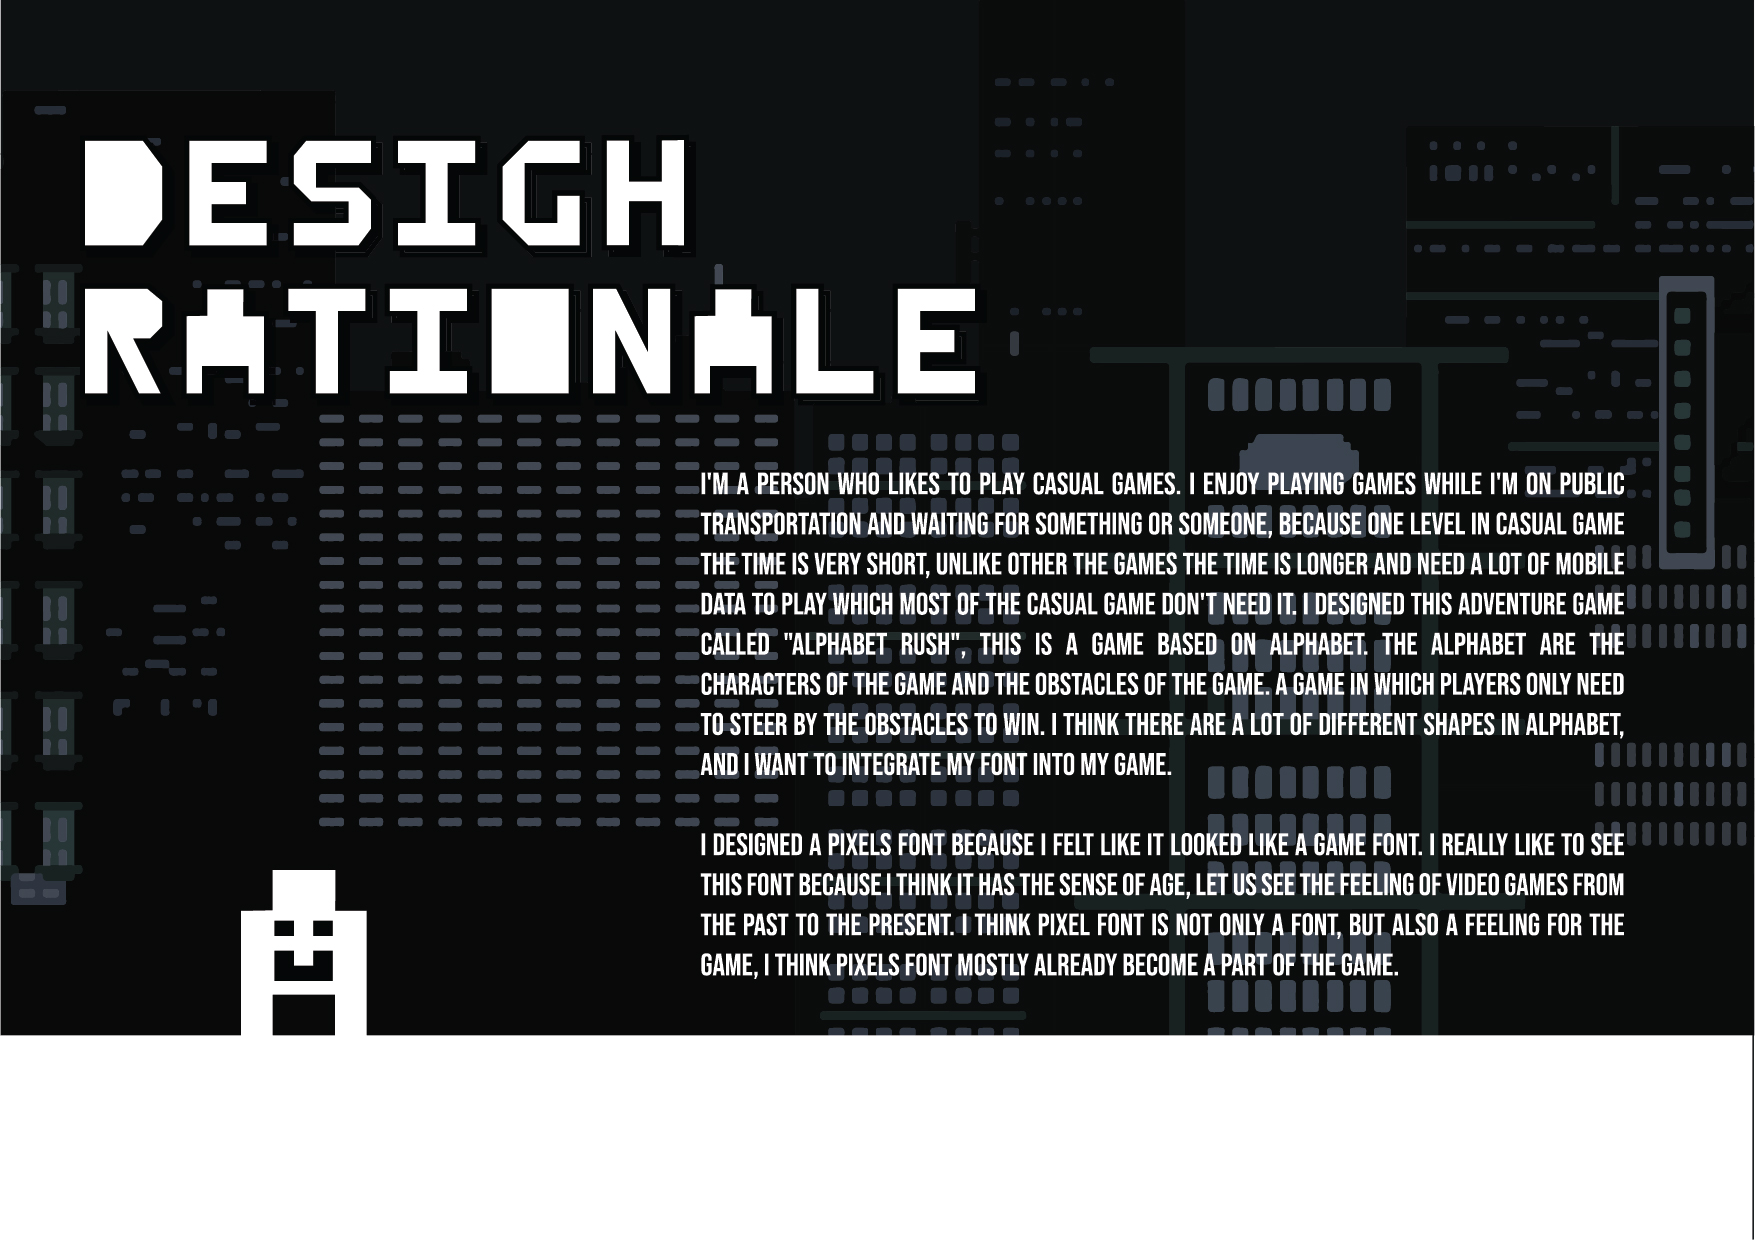 DESIGH
RATIONALE
I'M A PERSON WHO LIKES TO PLAY CASUAL GAMES. I ENJOY PLAYING GAMES WHILE I'M ON PUBLIC
TRANSPORTATION AND WAITING FOR SOMETHING OR SOMEONE, BECAUSE ONE LEVEL IN CASUAL GAME
THE TIME IS VERY SHORT, UNLIKE OTHER THE GAMES THE TIME IS LONGER AND NEED A LOT OF MOBILE
DATA TO PLAY WHICH MOST OF THE CASUAL GAME DON'T NEED IT. I DESIGNED THIS ADVENTURE GAME
CALLED "ALPHABET RUSH", THIS IS A GAME BASED ON ALPHABET. THE ALPHABET ARE THE
CHARACTERS OF THE GAME AND THE OBSTACLES OF THE GAME. A GAME IN WHICH PLAYERS ONLY NEED
TO STEER BY THE OBSTACLES TO WIN. I THINK THERE ARE A LOT OF DIFFERENT SHAPES IN ALPHABET,
AND I WANT TO INTEGRATE MY FONT INTO MY GAME.
I DESIGNED A PIXELS FONT BECAUSE I FELT LIKE IT LOOKED LIKE A GAME FONT. I REALLY LIKE TO SEE
THIS FONT BECAUSE I THINK IT HAS THE SENSE OF AGE, LET US SEE THE FEELING OF VIDEO GAMES FROM
THE PAST TO THE PRESENT. I THINK PIXEL FONT IS NOT ONLY A FONT, BUT ALSO A FEELING FOR THE
GAME, I THINK PIXELS FONT MOSTLY ALREADY BECOME A PART OF THE GAME.